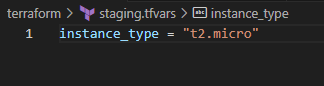 terraform > staging.tfvars > instance_type
1 instance_type = "t2.micro"